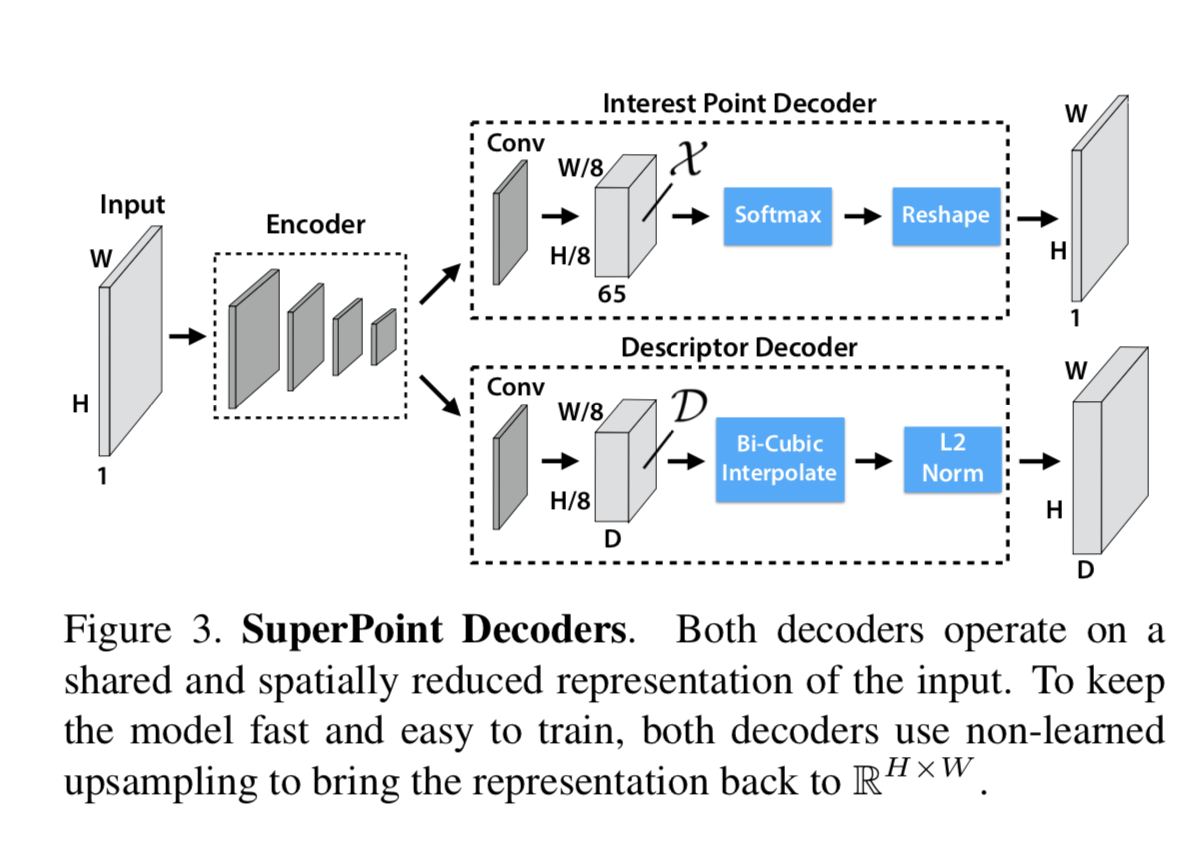 Interest Point Decoder
Input
W
H
1
Encoder
Conv
W/8
H/8
65
𝒳
Softmax
Reshape
W
H
1
Descriptor Decoder
Conv
W/8
H/8
D
𝒟
Bi-Cubic
Interpolate
L2
Norm
W
H
D
Figure 3. SuperPoint Decoders. Both decoders operate on a
shared and spatially reduced representation of the input. To keep
the model fast and easy to train, both decoders use non-learned
upsampling to bring the representation back to ℝ^{H×W}.